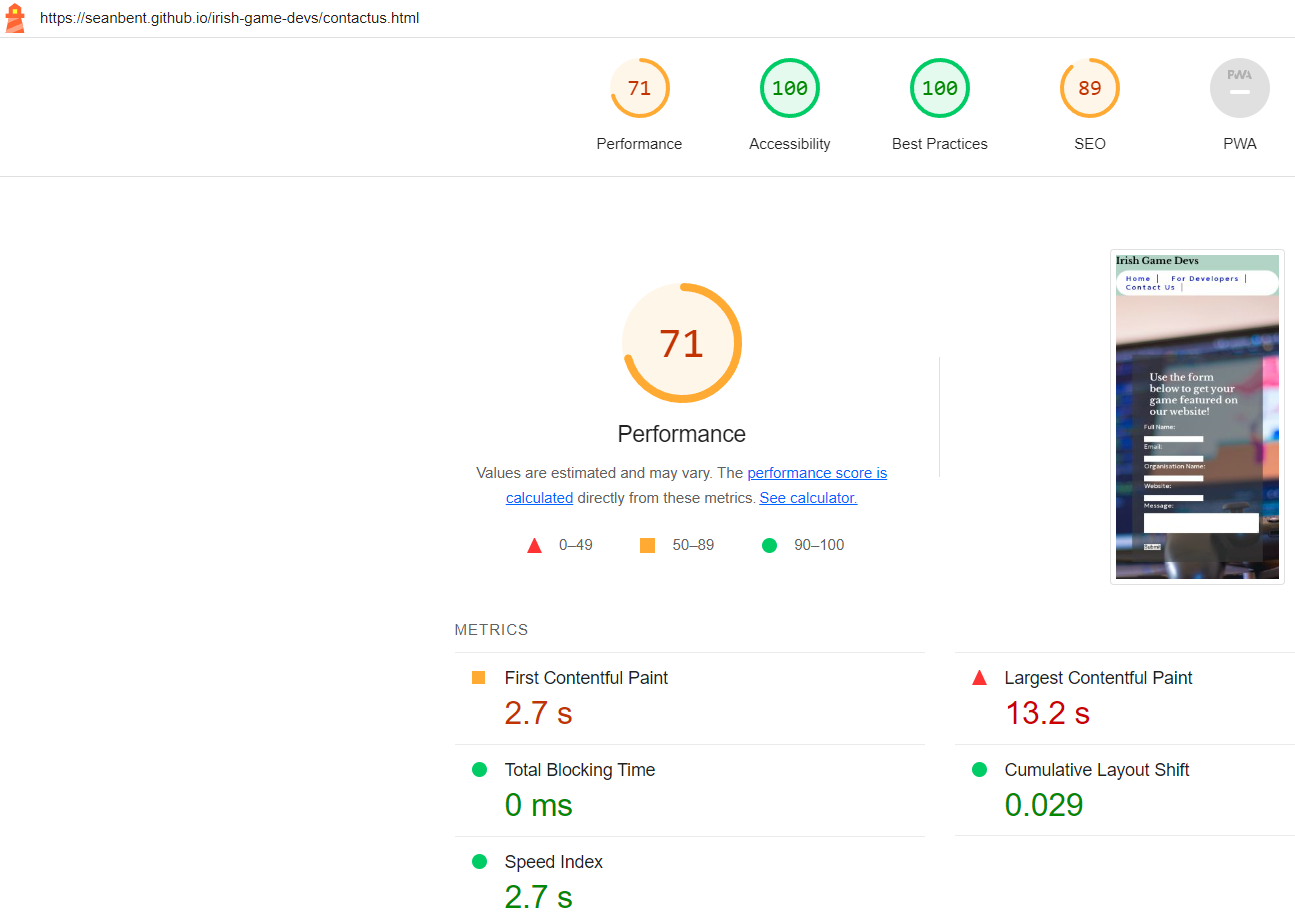 https://seanbent.github.io/irish-game-devs/contactus.html
71
100
100
89
PWA
Performance
Accessibility
Best Practices
SEO
PWA
71
Performance
Values are estimated and may vary. The performance score is
calculated directly from these metrics. See calculator.
0–49
50–89
90–100
Irish Game Devs
Home | For Developers |
Contact Us |
Use the form
below to get your
game featured on
our website!
Full Name:
Email:
Organisation Name:
Website:
Message:
Submit
METRICS
First Contentful Paint
2.7 s
Largest Contentful Paint
13.2 s
Total Blocking Time
0 ms
Cumulative Layout Shift
0.029
Speed Index
2.7 s